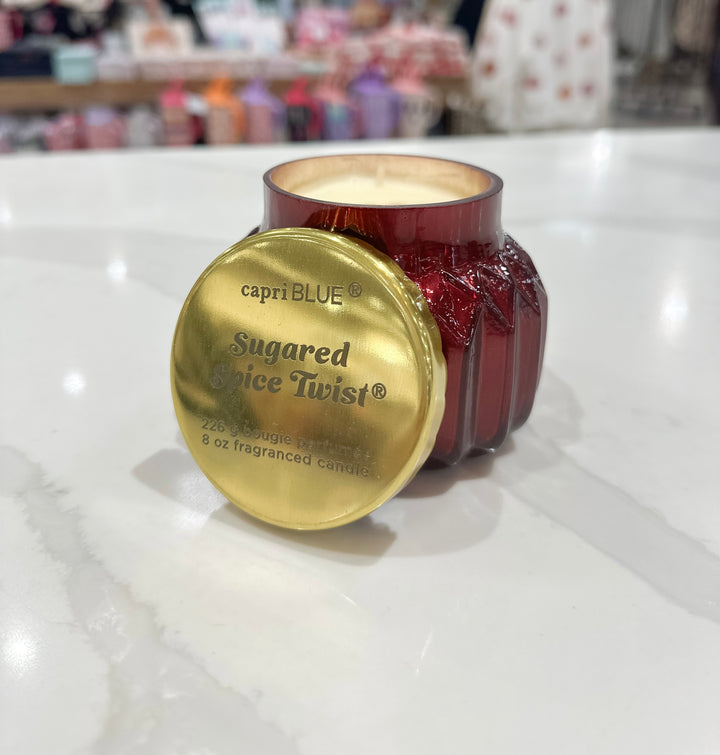 capri BLUE®
Sugared
Spice Twist®
226 g bougie parfumée
8 oz fragranced candle